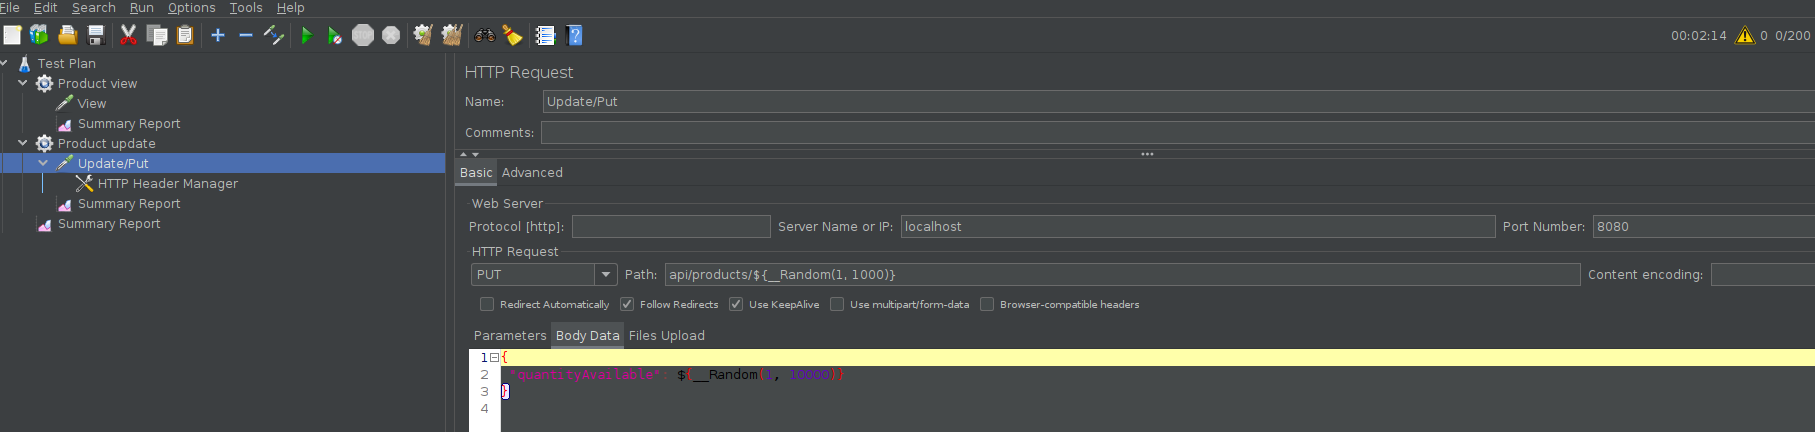 File Edit Search Run Options Tools Help
00:02:14 0 0/200
Test Plan
Product view
View
Summary Report
Product update
Update/Put
HTTP Header Manager
Summary Report
Summary Report
HTTP Request
Name: Update/Put
Comments:
Basic Advanced
Web Server
Protocol [http]: Server Name or IP: localhost Port Number: 8080
HTTP Request
PUT Path: api/products/${__Random(1, 1000)} Content encoding:
Redirect Automatically Follow Redirects Use KeepAlive Use multipart/form-data Browser-compatible headers
Parameters Body Data Files Upload
1 {
2 "quantityAvailable": ${__Random(1, 10000)}
3 }
4